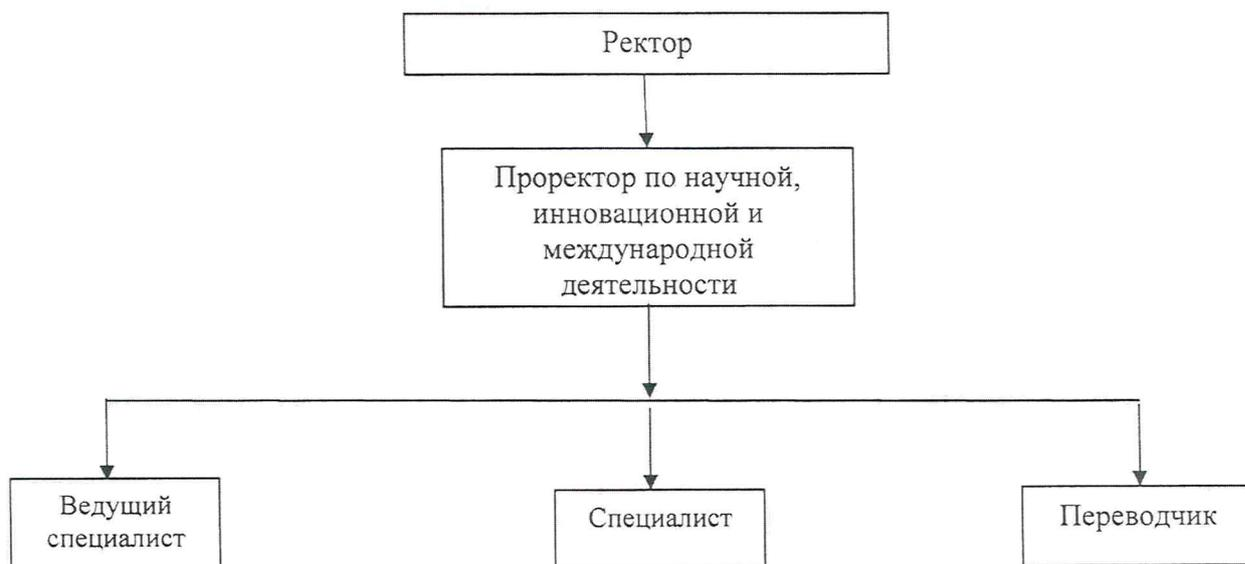 Ректор
Проректор по научной,
инновационной и
международной
деятельности
Ведущий
специалист
Специалист
Переводчик